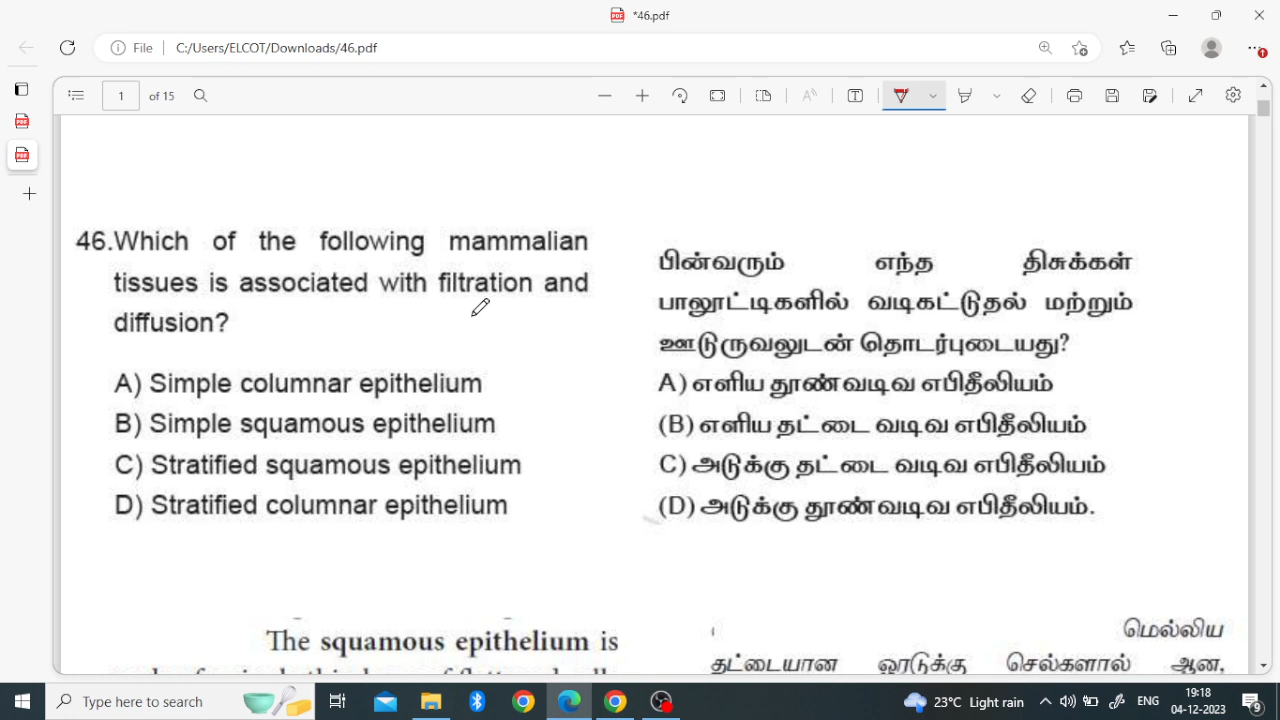 *46.pdf
File
C:/Users/ELCOT/Downloads/46.pdf
1 of 15
46.Which of the following mammalian
tissues is associated with filtration and
diffusion?
A) Simple columnar epithelium
B) Simple squamous epithelium
C) Stratified squamous epithelium
D) Stratified columnar epithelium
பின்வரும் எந்த திசுக்கள்
பாலூட்டிகளில் வடிகட்டுதல் மற்றும்
ஊடுருவலுடன் தொடர்புடையது?
A) எளிய தூண்வடிவ எபிதீலியம்
(B) எளிய தட்டை வடிவ எபிதீலியம்
C) அடுக்கு தட்டை வடிவ எபிதீலியம்
(D) அடுக்கு தூண்வடிவ எபிதீலியம்.
The squamous epithelium is
மெல்லிய
தட்டையான ஒரடுக்கு செல்களால் ஆன,
Type here to search
23°C Light rain
ENG
19:18
04-12-2023
9